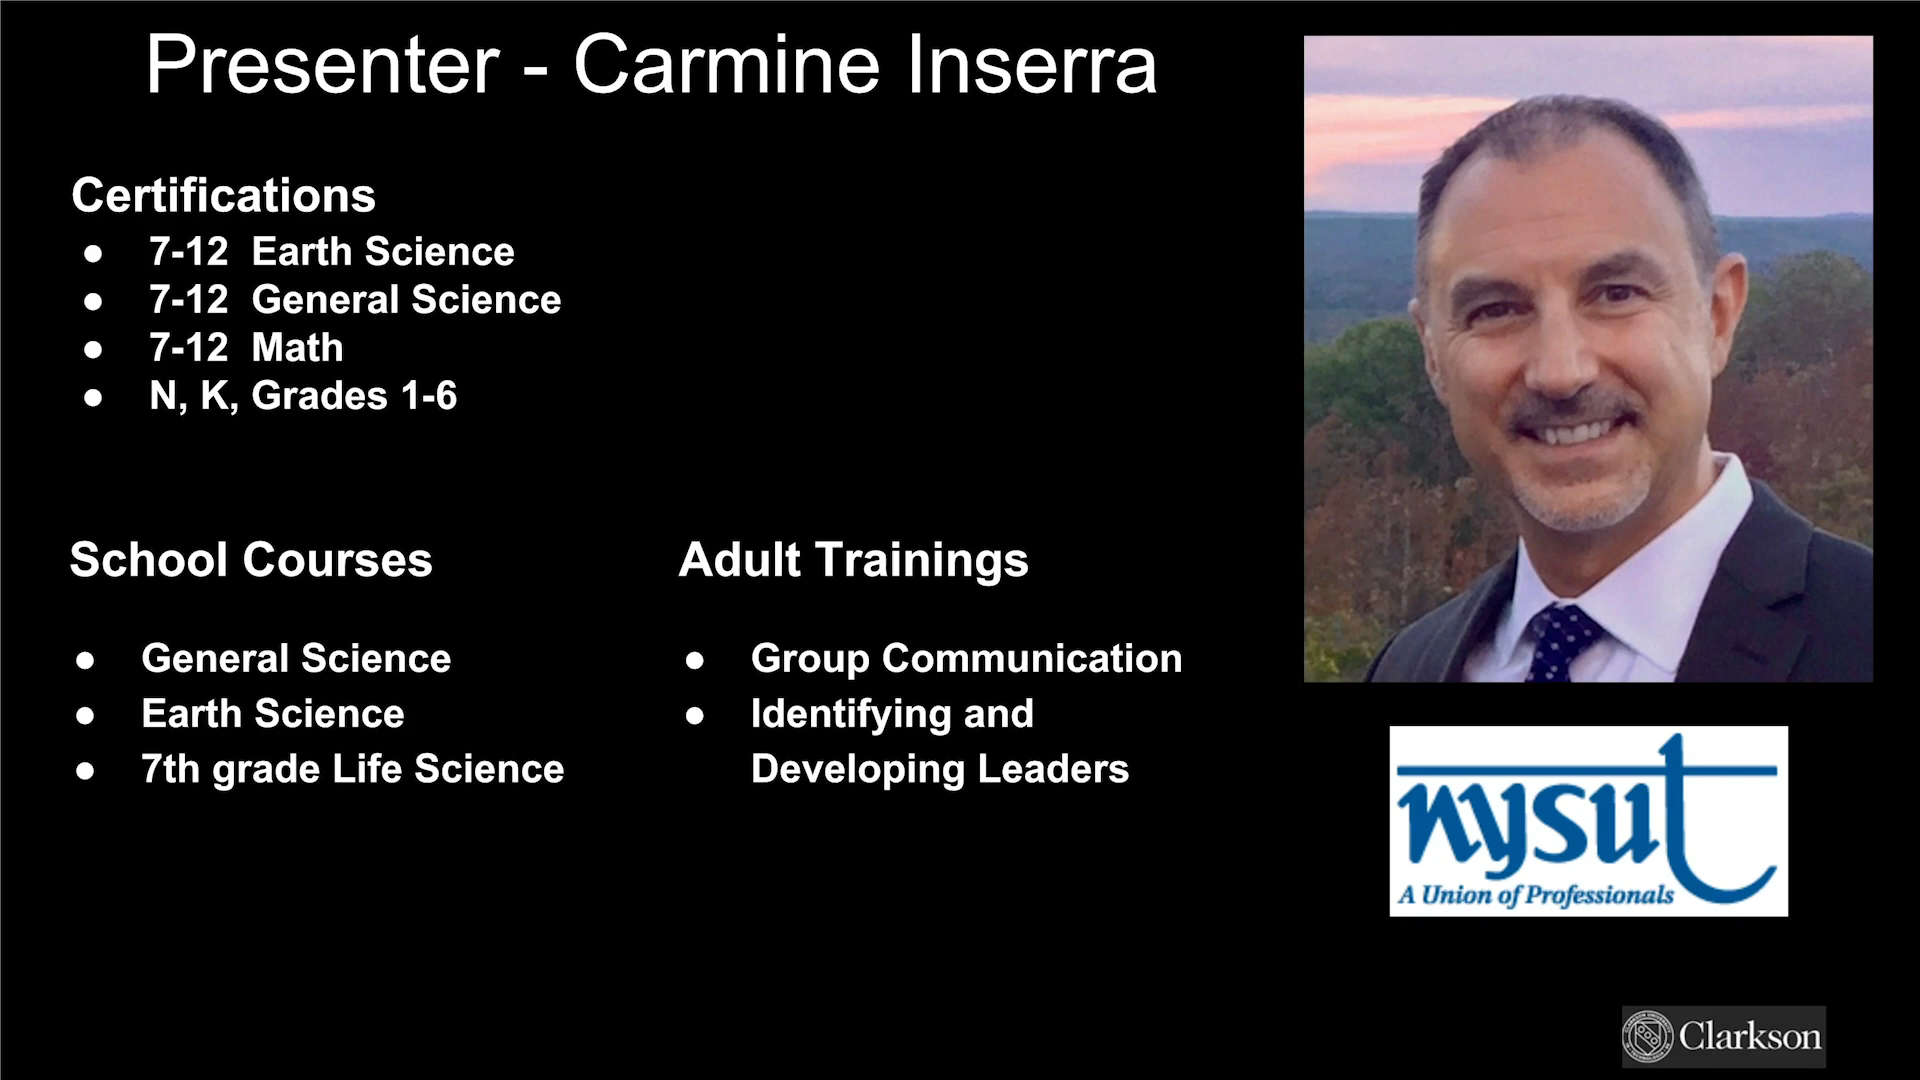 Presenter - Carmine Inserra
Certifications
● 7-12 Earth Science
● 7-12 General Science
● 7-12 Math
● N, K, Grades 1-6
School Courses
● General Science
● Earth Science
● 7th grade Life Science
Adult Trainings
● Group Communication
● Identifying and
Developing Leaders
nysut
A Union of Professionals
Clarkson